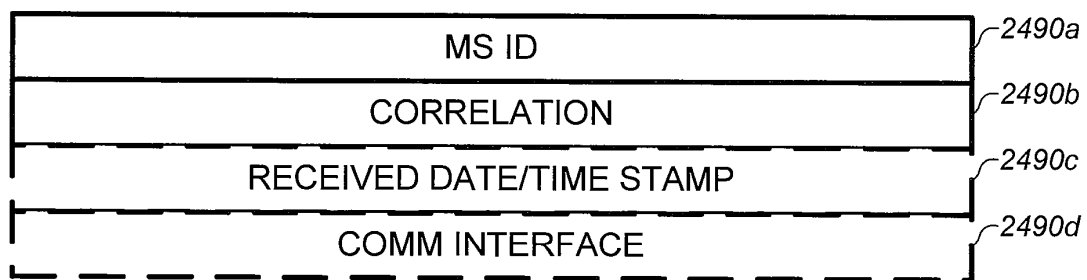 MS ID 2490a
CORRELATION 2490b
RECEIVED DATE/TIME STAMP 2490c
COMM INTERFACE 2490d